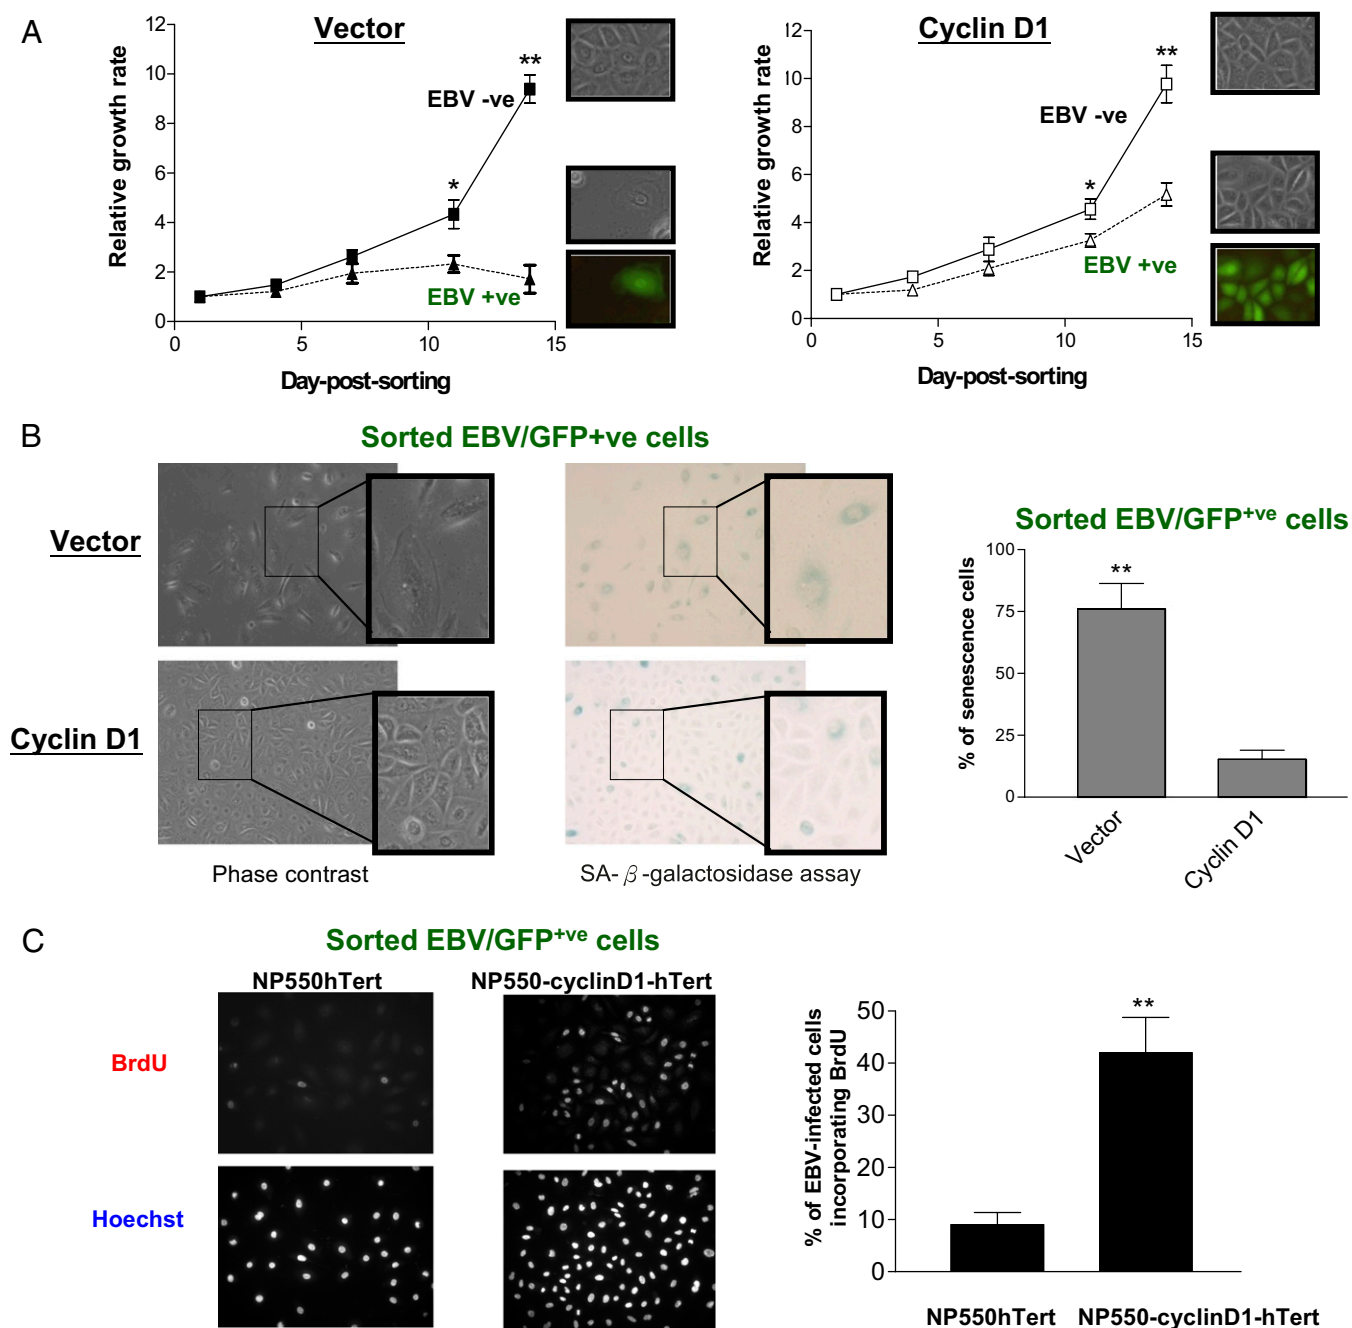 A
Vector
Relative growth rate
12
10
8
6
4
2
0
0
5
10
15
EBV -ve
EBV +ve
*
**
Day-post-sorting
Cyclin D1
Relative growth rate
12
10
8
6
4
2
0
0
5
10
15
EBV -ve
EBV +ve
*
**
Day-post-sorting
B
Sorted EBV/GFP+ve cells
Vector
Cyclin D1
Phase contrast
SA- β -galactosidase assay
Sorted EBV/GFP+ve cells
% of senescence cells
100
75
50
25
0
**
Vector
Cyclin D1
C
Sorted EBV/GFP+ve cells
NP550hTert
NP550-cyclinD1-hTert
BrdU
Hoechst
% of EBV-infected cells
incorporating BrdU
50
40
30
20
10
0
**
NP550hTert
NP550-cyclinD1-hTert